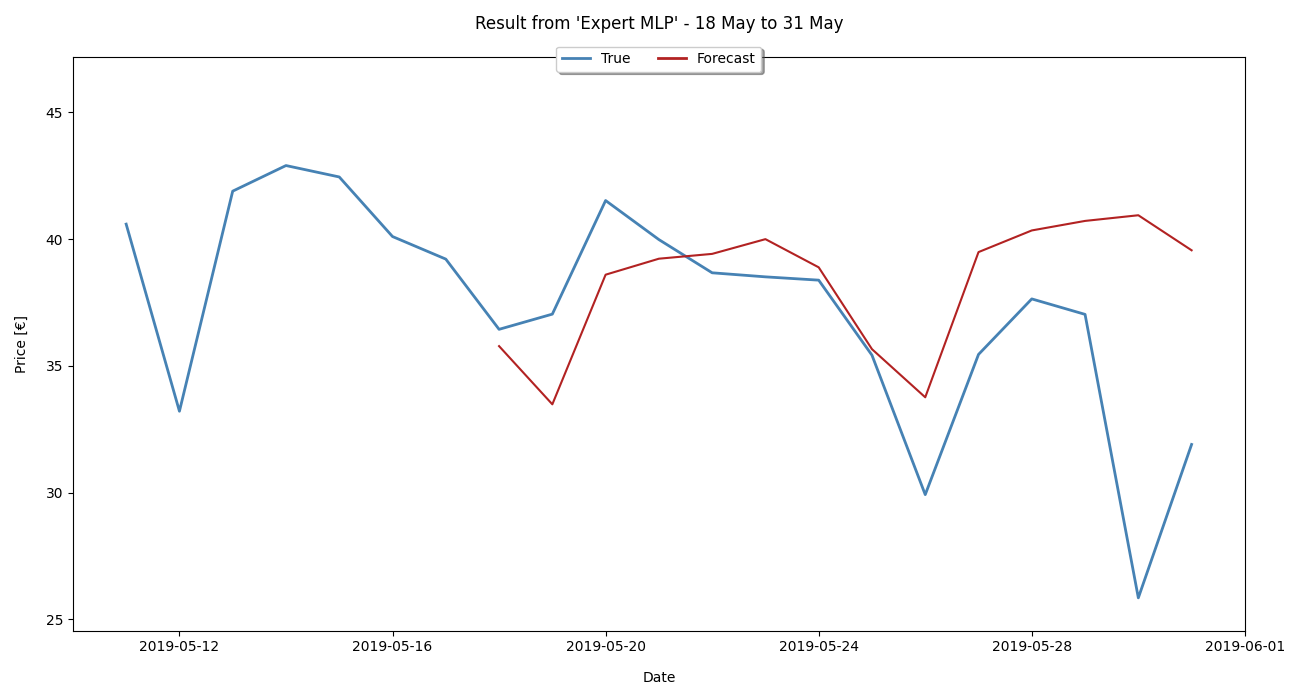 Result from 'Expert MLP' - 18 May to 31 May
True Forecast
45
40
35
30
25
Price [€]
2019-05-12 2019-05-16 2019-05-20 2019-05-24 2019-05-28 2019-06-01
Date